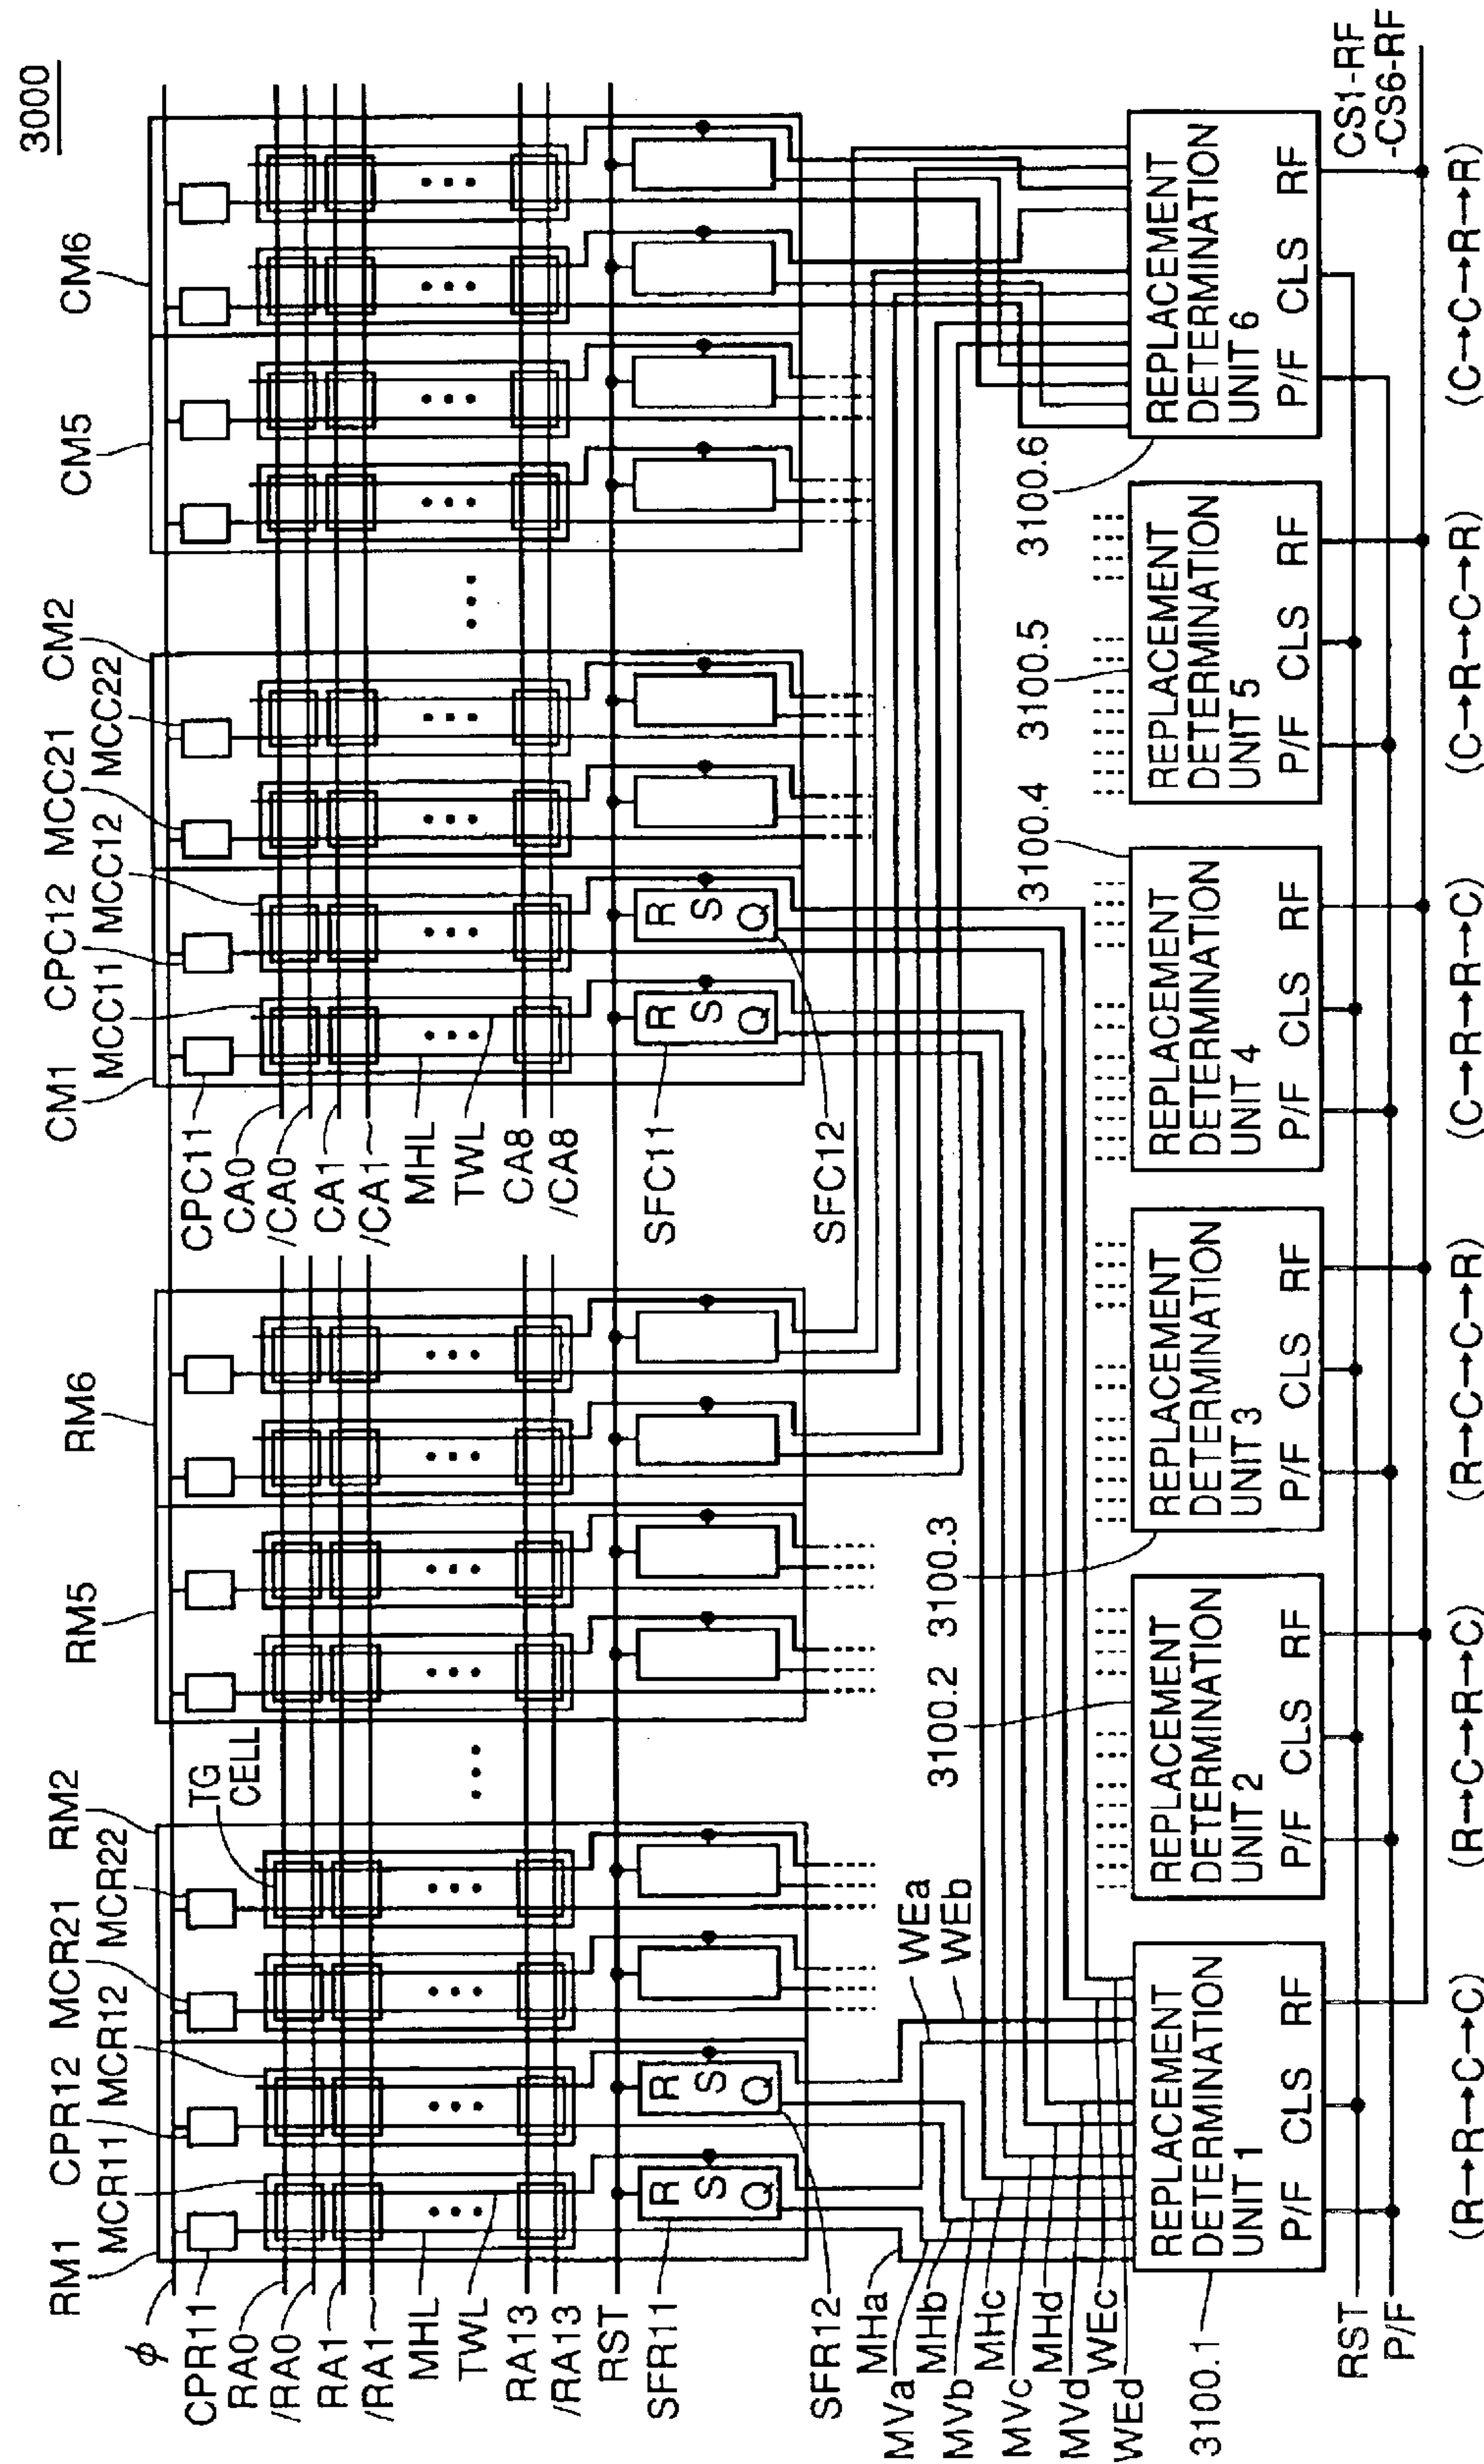 3000
RM1
MCR11
CPR12
MCR12
MCR21
MCR22
RM2
TG
CELL
RM5
RM6
CM1
MCC11
CPC12
MCC12
MCC21
MCC22
CM2
CM5
CM6
φ
CPR11
RA0
/RA0
RA1
/RA1
MHL
TWL
RA13
/RA13
RST
SFR11
SFR12
R
S
Q
R
S
Q
CPC11
CA0
/CA0
CA1
/CA1
MHL
TWL
CA8
/CA8
SFC11
SFC12
R
S
Q
R
S
Q
MHa
MVa
MHb
MVb
MHc
MVc
MHd
MVd
WEc
WEd
WEa
WEb
3100.1
3100.2
3100.3
3100.4
3100.5
3100.6
REPLACEMENT
DETERMINATION
UNIT 1
P/F CLS RF
REPLACEMENT
DETERMINATION
UNIT 2
P/F CLS RF
REPLACEMENT
DETERMINATION
UNIT 3
P/F CLS RF
REPLACEMENT
DETERMINATION
UNIT 4
P/F CLS RF
REPLACEMENT
DETERMINATION
UNIT 5
P/F CLS RF
REPLACEMENT
DETERMINATION
UNIT 6
P/F CLS RF
CS1-RF
-CS6-RF
RST
P/F
(R→R→C→C)
(R→C→R→C)
(R→C→C→R)
(C→R→R→C)
(C→R→C→R)
(C→C→R→R)